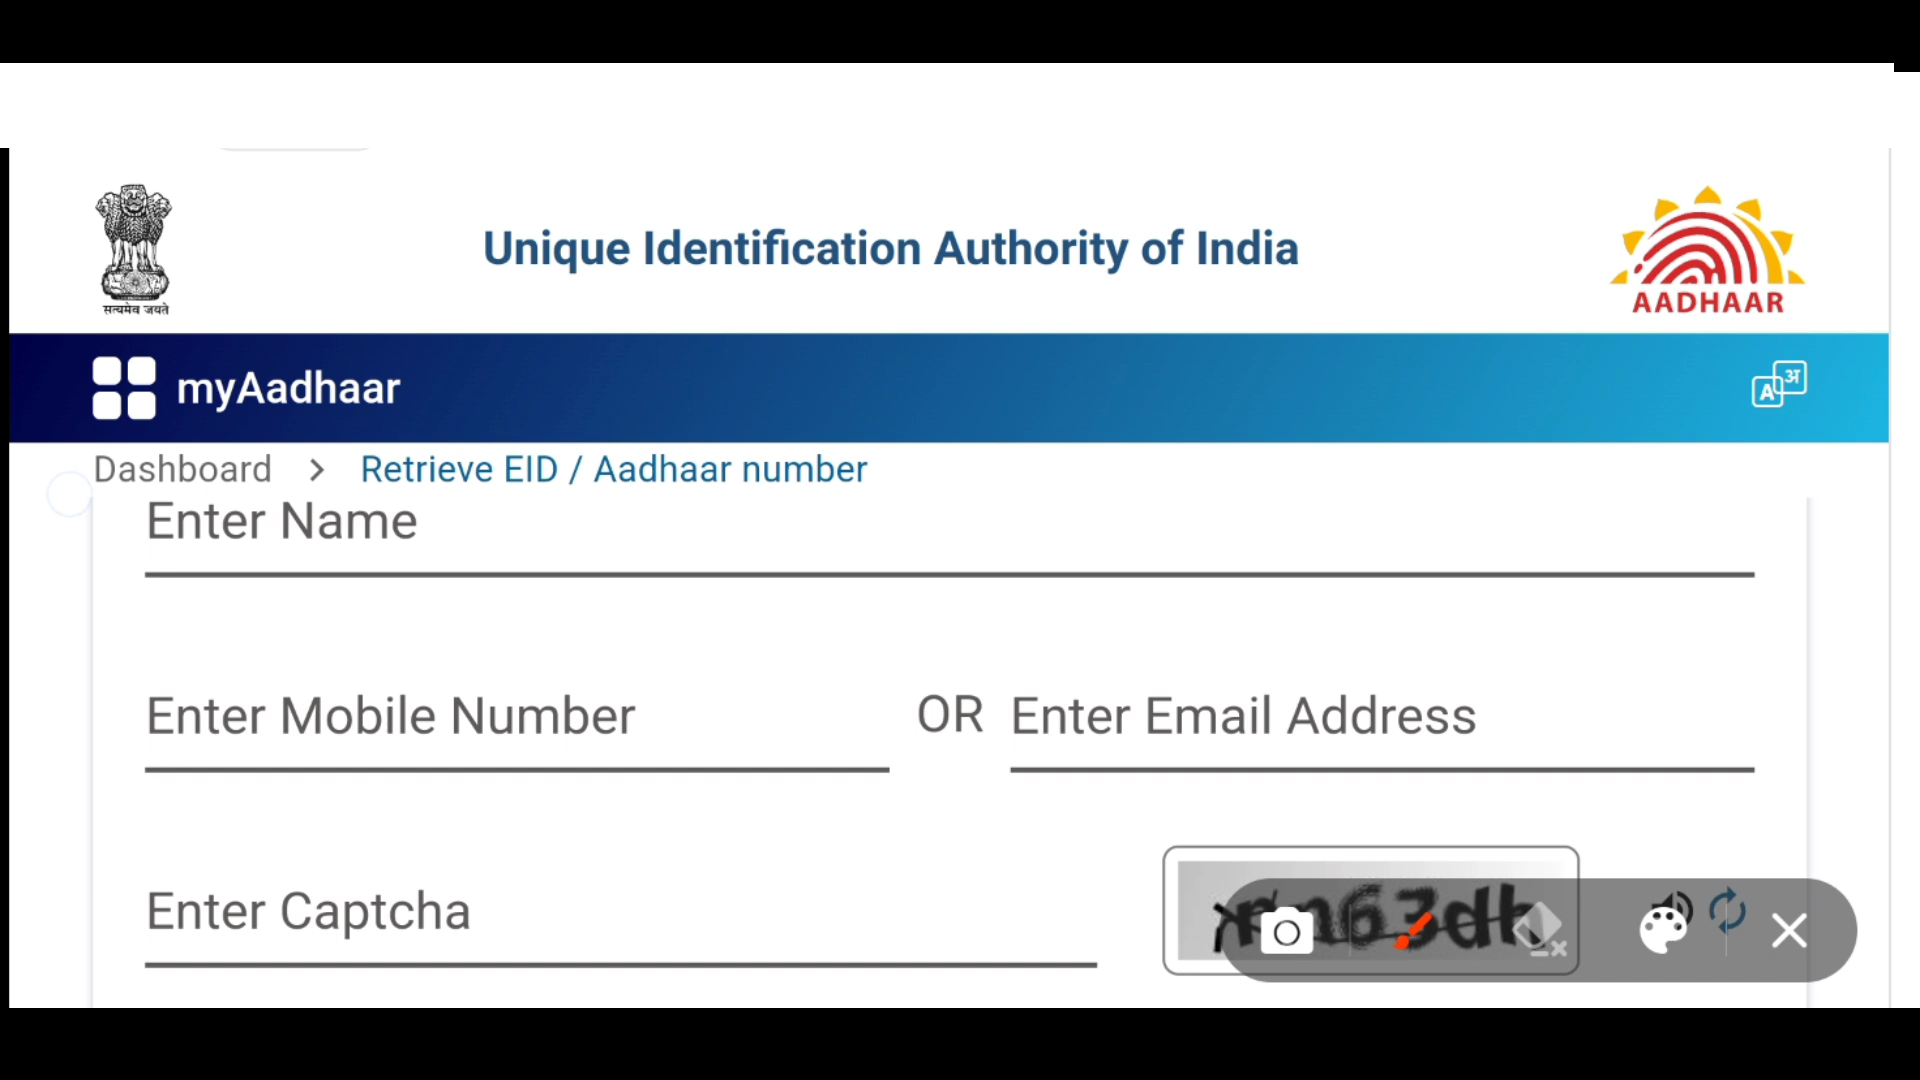 सत्यमेव जयते
Unique Identification Authority of India
AADHAAR
myAadhaar
A अ
Dashboard > Retrieve EID / Aadhaar number
Enter Name
Enter Mobile Number OR Enter Email Address
Enter Captcha